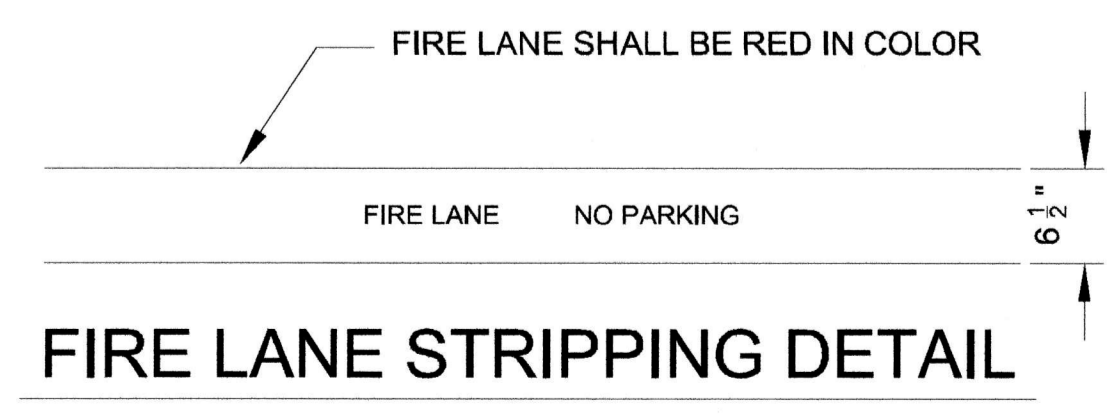 FIRE LANE SHALL BE RED IN COLOR
FIRE LANE NO PARKING
6 1/2"
FIRE LANE STRIPPING DETAIL